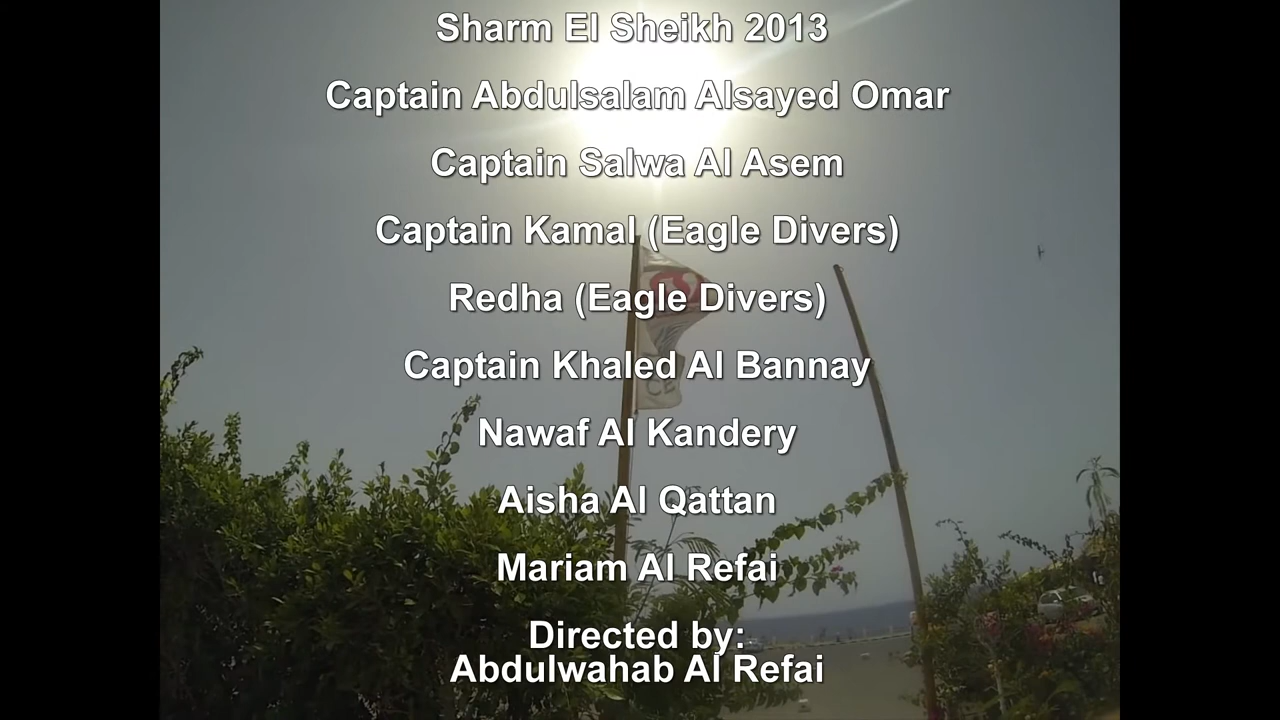 Sharm El Sheikh 2013
Captain Abdulsalam Alsayed Omar
Captain Salwa Al Asem
Captain Kamal (Eagle Divers)
Redha (Eagle Divers)
Captain Khaled Al Bannay
Nawaf Al Kandery
Aisha Al Qattan
Mariam Al Refai
Directed by:
Abdulwahab Al Refai